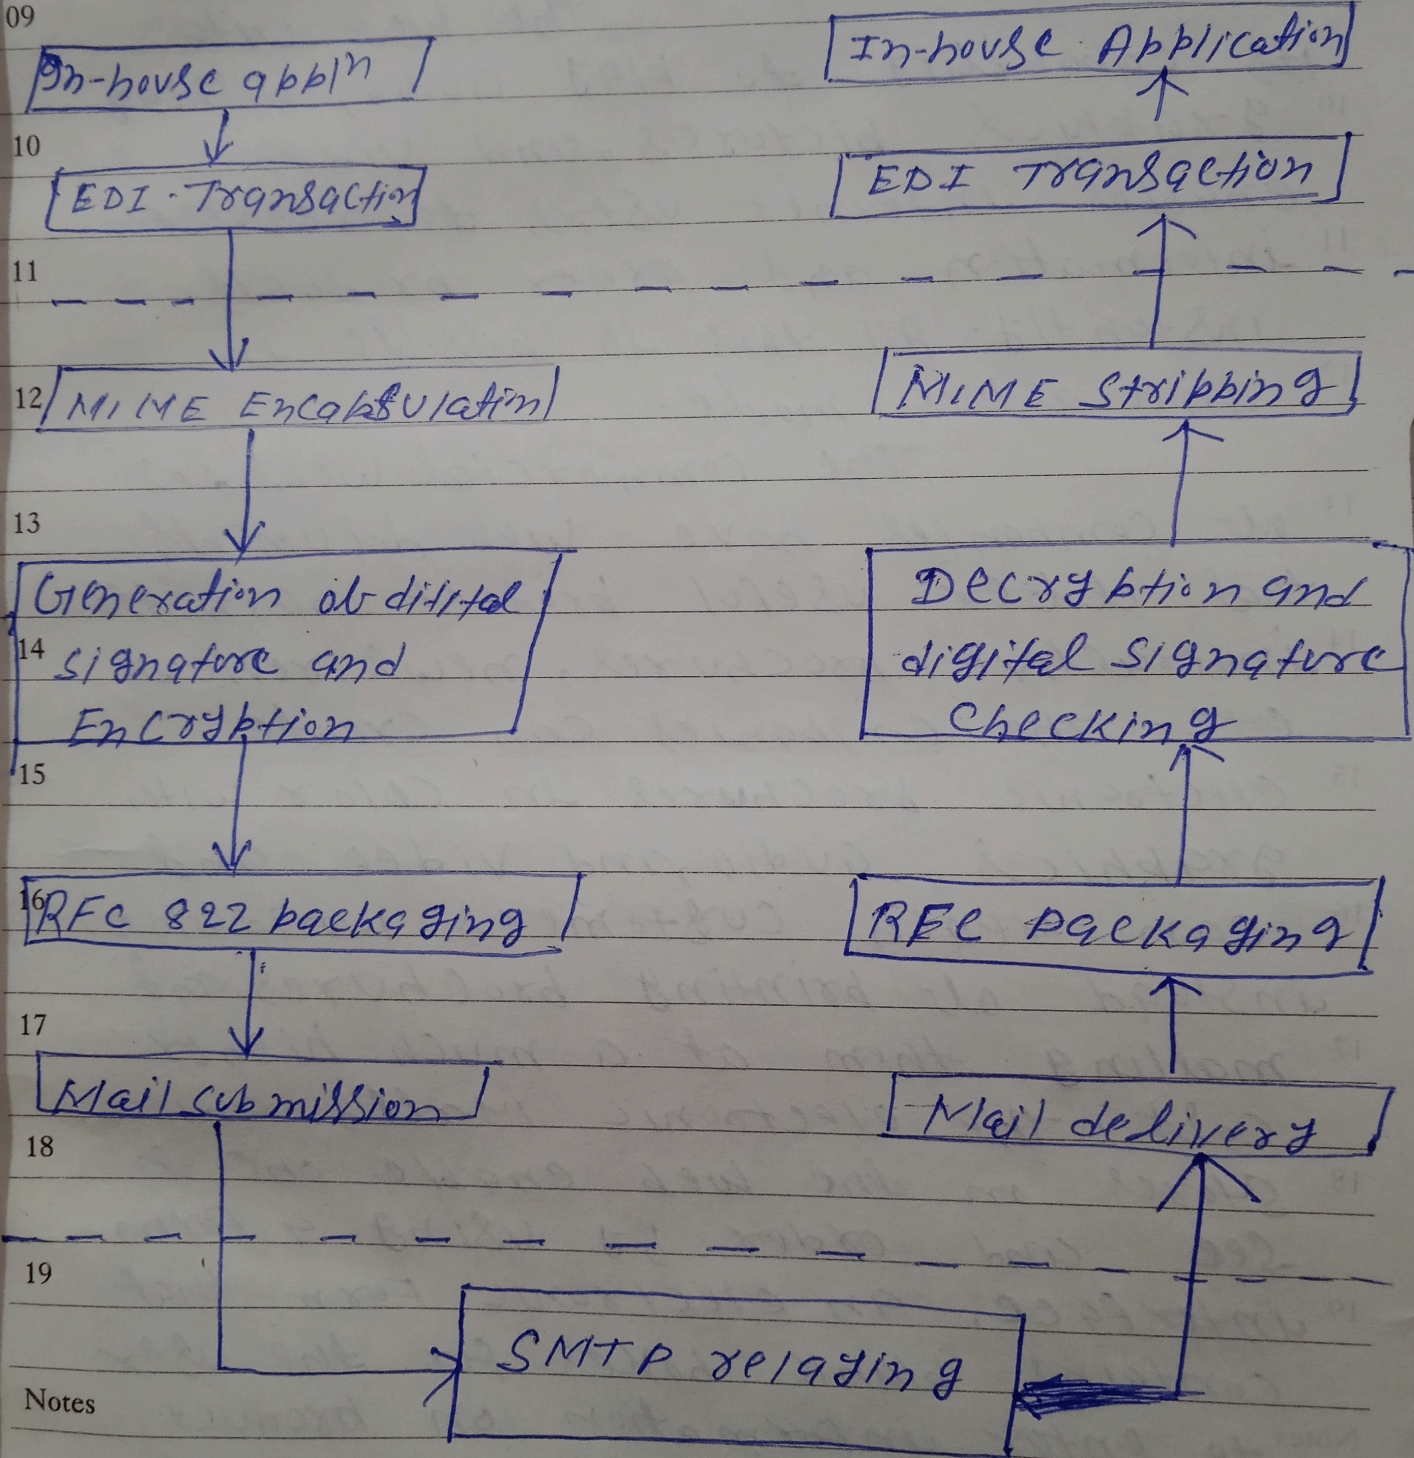 09
In-house appln
In-house Application
10
EDI-Transaction
EDI Transaction
11
12
MIME Encapsulation
MIME Stripping
13
Generation of digital
signature and
Encryption
Decryption and
digital signature
checking
14
15
16
RFC 822 packaging
RFC packaging
17
Mail submission
Mail delivery
18
19
SMTP relaying
Notes